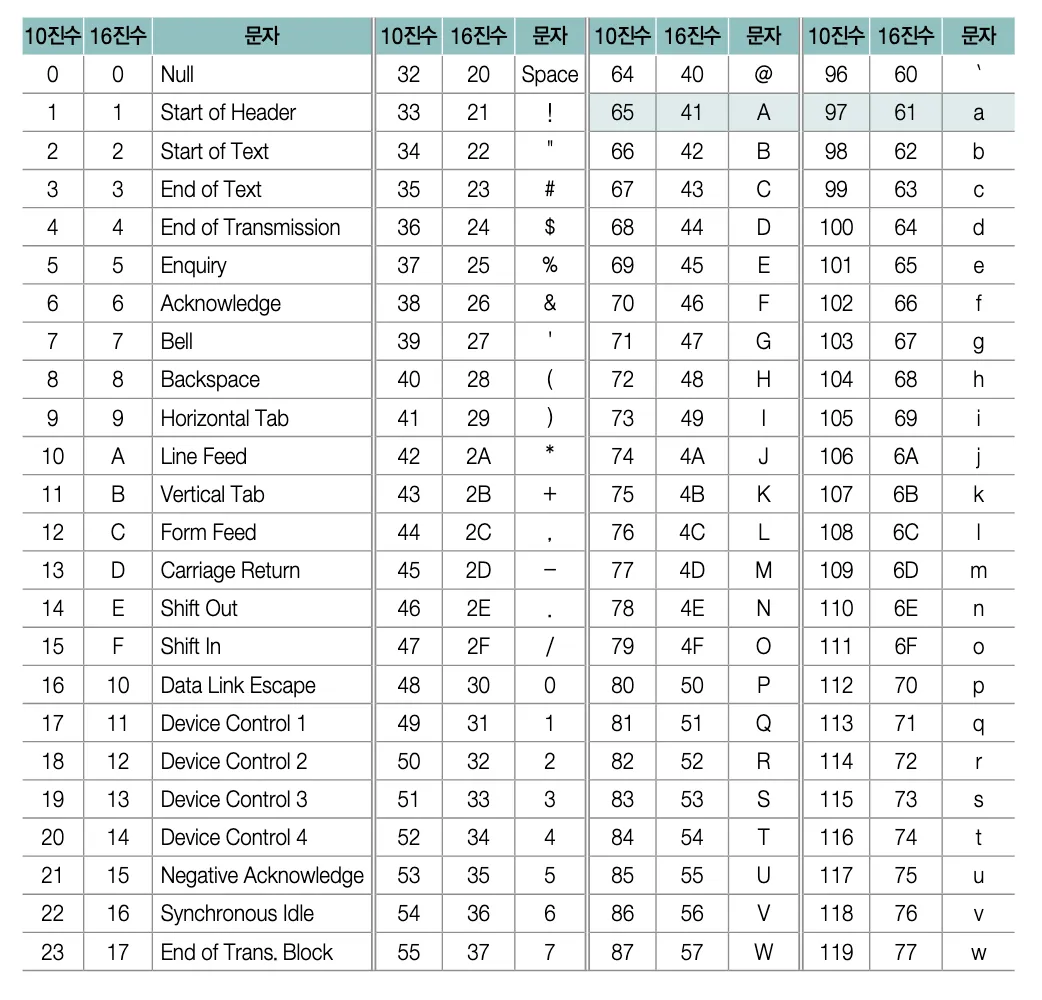 10진수 16진수 문자 10진수 16진수 문자 10진수 16진수 문자 10진수 16진수 문자
0 0 Null 32 20 Space 64 40 @ 96 60 `
1 1 Start of Header 33 21 ! 65 41 A 97 61 a
2 2 Start of Text 34 22 " 66 42 B 98 62 b
3 3 End of Text 35 23 # 67 43 C 99 63 c
4 4 End of Transmission 36 24 $ 68 44 D 100 64 d
5 5 Enquiry 37 25 % 69 45 E 101 65 e
6 6 Acknowledge 38 26 & 70 46 F 102 66 f
7 7 Bell 39 27 ' 71 47 G 103 67 g
8 8 Backspace 40 28 ( 72 48 H 104 68 h
9 9 Horizontal Tab 41 29 ) 73 49 I 105 69 i
10 A Line Feed 42 2A * 74 4A J 106 6A j
11 B Vertical Tab 43 2B + 75 4B K 107 6B k
12 C Form Feed 44 2C , 76 4C L 108 6C l
13 D Carriage Return 45 2D - 77 4D M 109 6D m
14 E Shift Out 46 2E . 78 4E N 110 6E n
15 F Shift In 47 2F / 79 4F O 111 6F o
16 10 Data Link Escape 48 30 0 80 50 P 112 70 p
17 11 Device Control 1 49 31 1 81 51 Q 113 71 q
18 12 Device Control 2 50 32 2 82 52 R 114 72 r
19 13 Device Control 3 51 33 3 83 53 S 115 73 s
20 14 Device Control 4 52 34 4 84 54 T 116 74 t
21 15 Negative Acknowledge 53 35 5 85 55 U 117 75 u
22 16 Synchronous Idle 54 36 6 86 56 V 118 76 v
23 17 End of Trans. Block 55 37 7 87 57 W 119 77 w